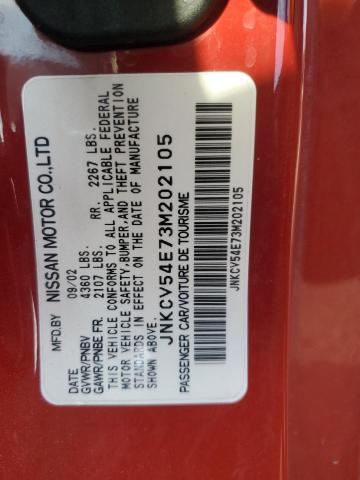 MFD.BY NISSAN MOTOR CO.,LTD
DATE 09/02
GVWR/PNBV 4360 LBS.
GAWR/PNBE FR. 2107 LBS. RR. 2267 LBS.
THIS VEHICLE CONFORMS TO ALL APPLICABLE FEDERAL
MOTOR VEHICLE SAFETY,BUMPER,AND THEFT PREVENTION
STANDARDS IN EFFECT ON THE DATE OF MANUFACTURE
SHOWN ABOVE.
JNKCV54E73M202105
PASSENGER CAR/VOITURE DE TOURISME
JNKCV54E73M202105